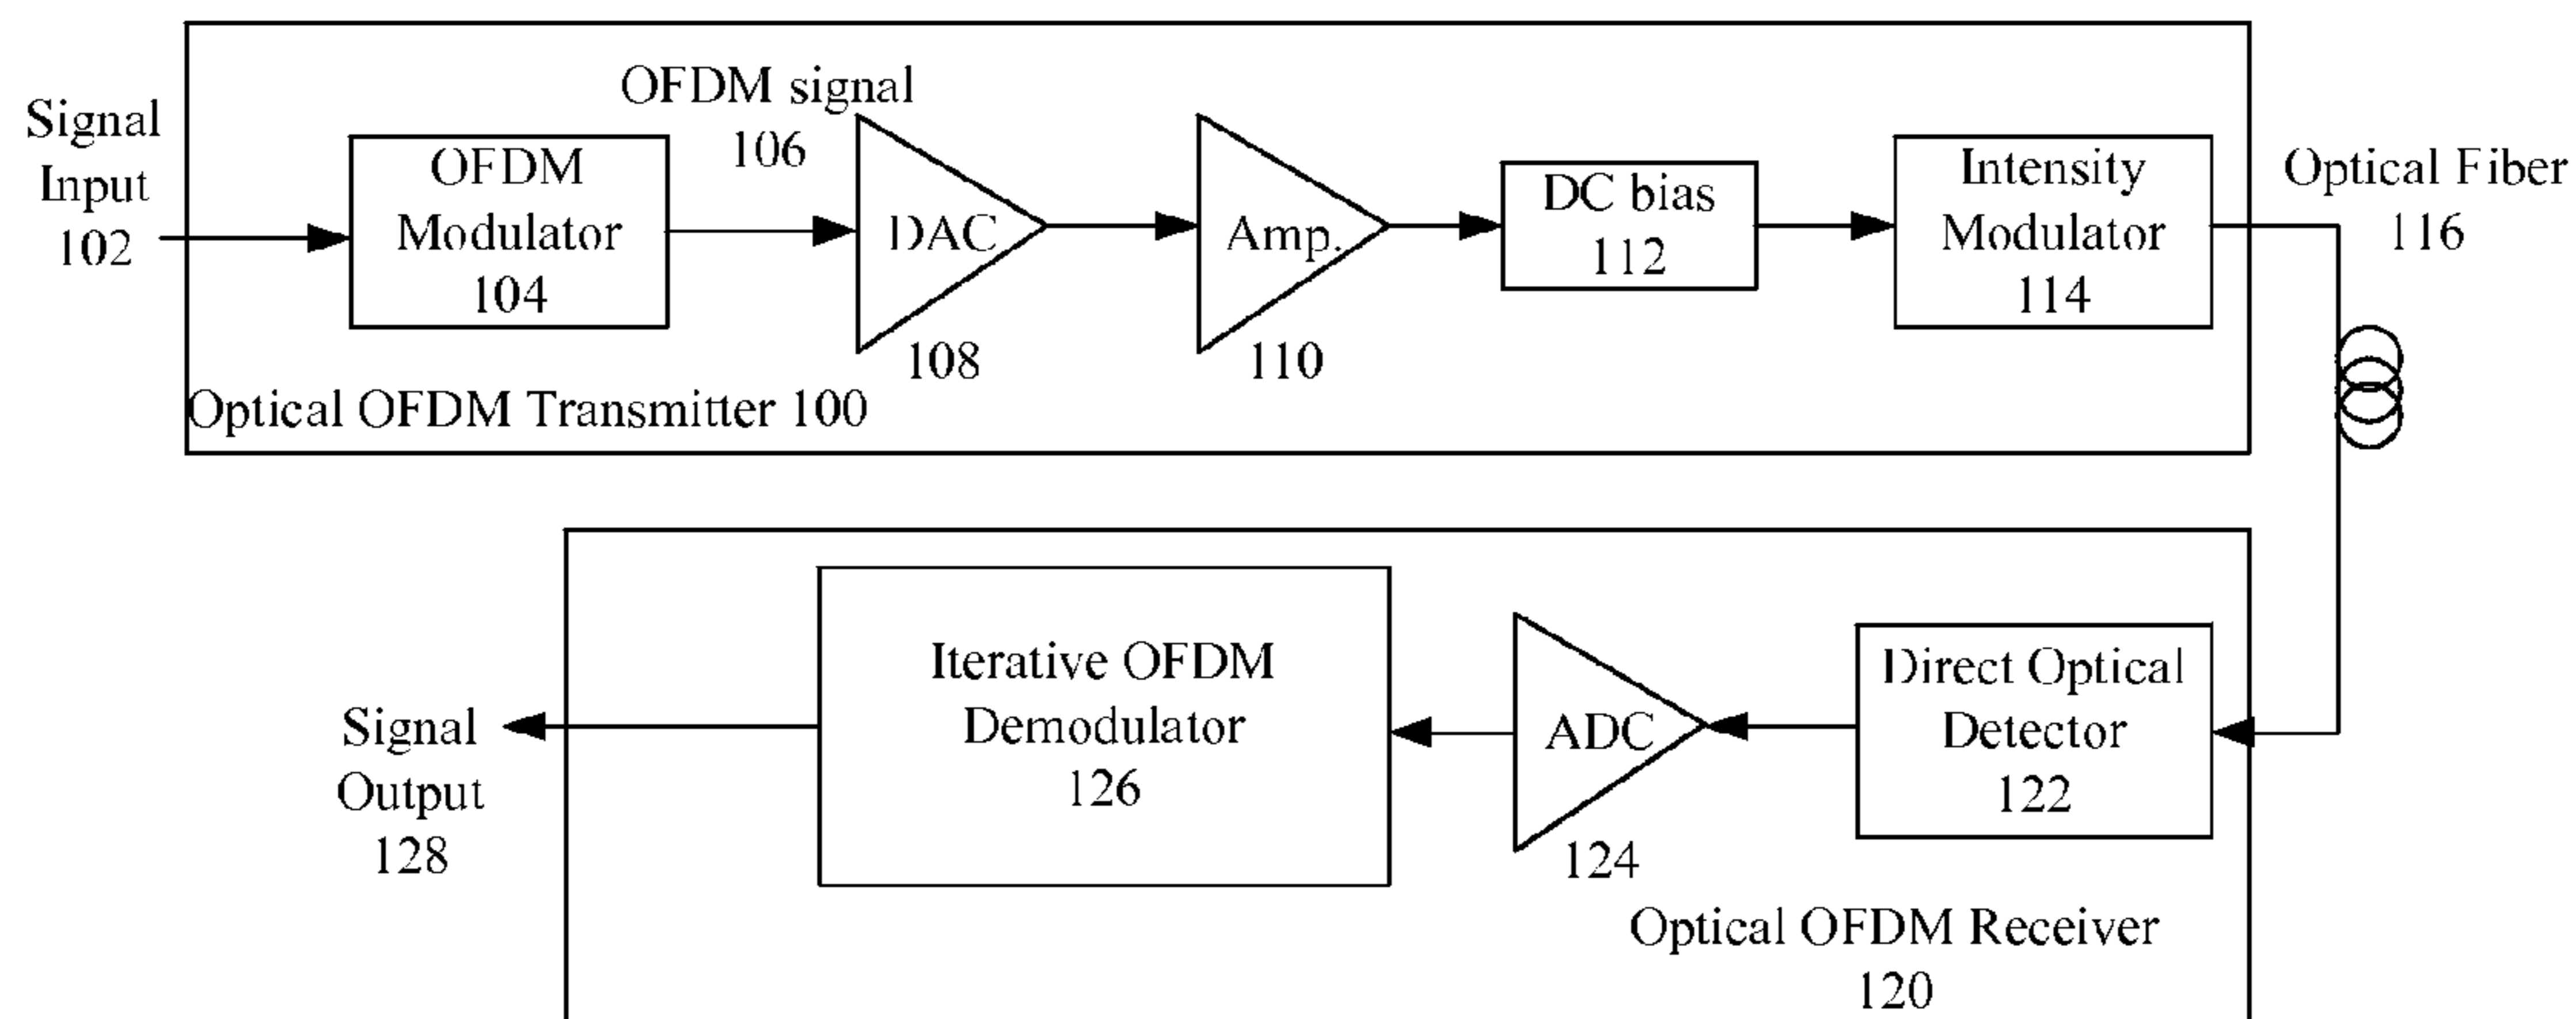 Signal
Input
102
OFDM
Modulator
104
OFDM signal
106
DAC
108
Amp.
110
DC bias
112
Intensity
Modulator
114
Optical Fiber
116
Optical OFDM Transmitter 100
Direct Optical
Detector
122
ADC
124
Iterative OFDM
Demodulator
126
Signal
Output
128
Optical OFDM Receiver
120